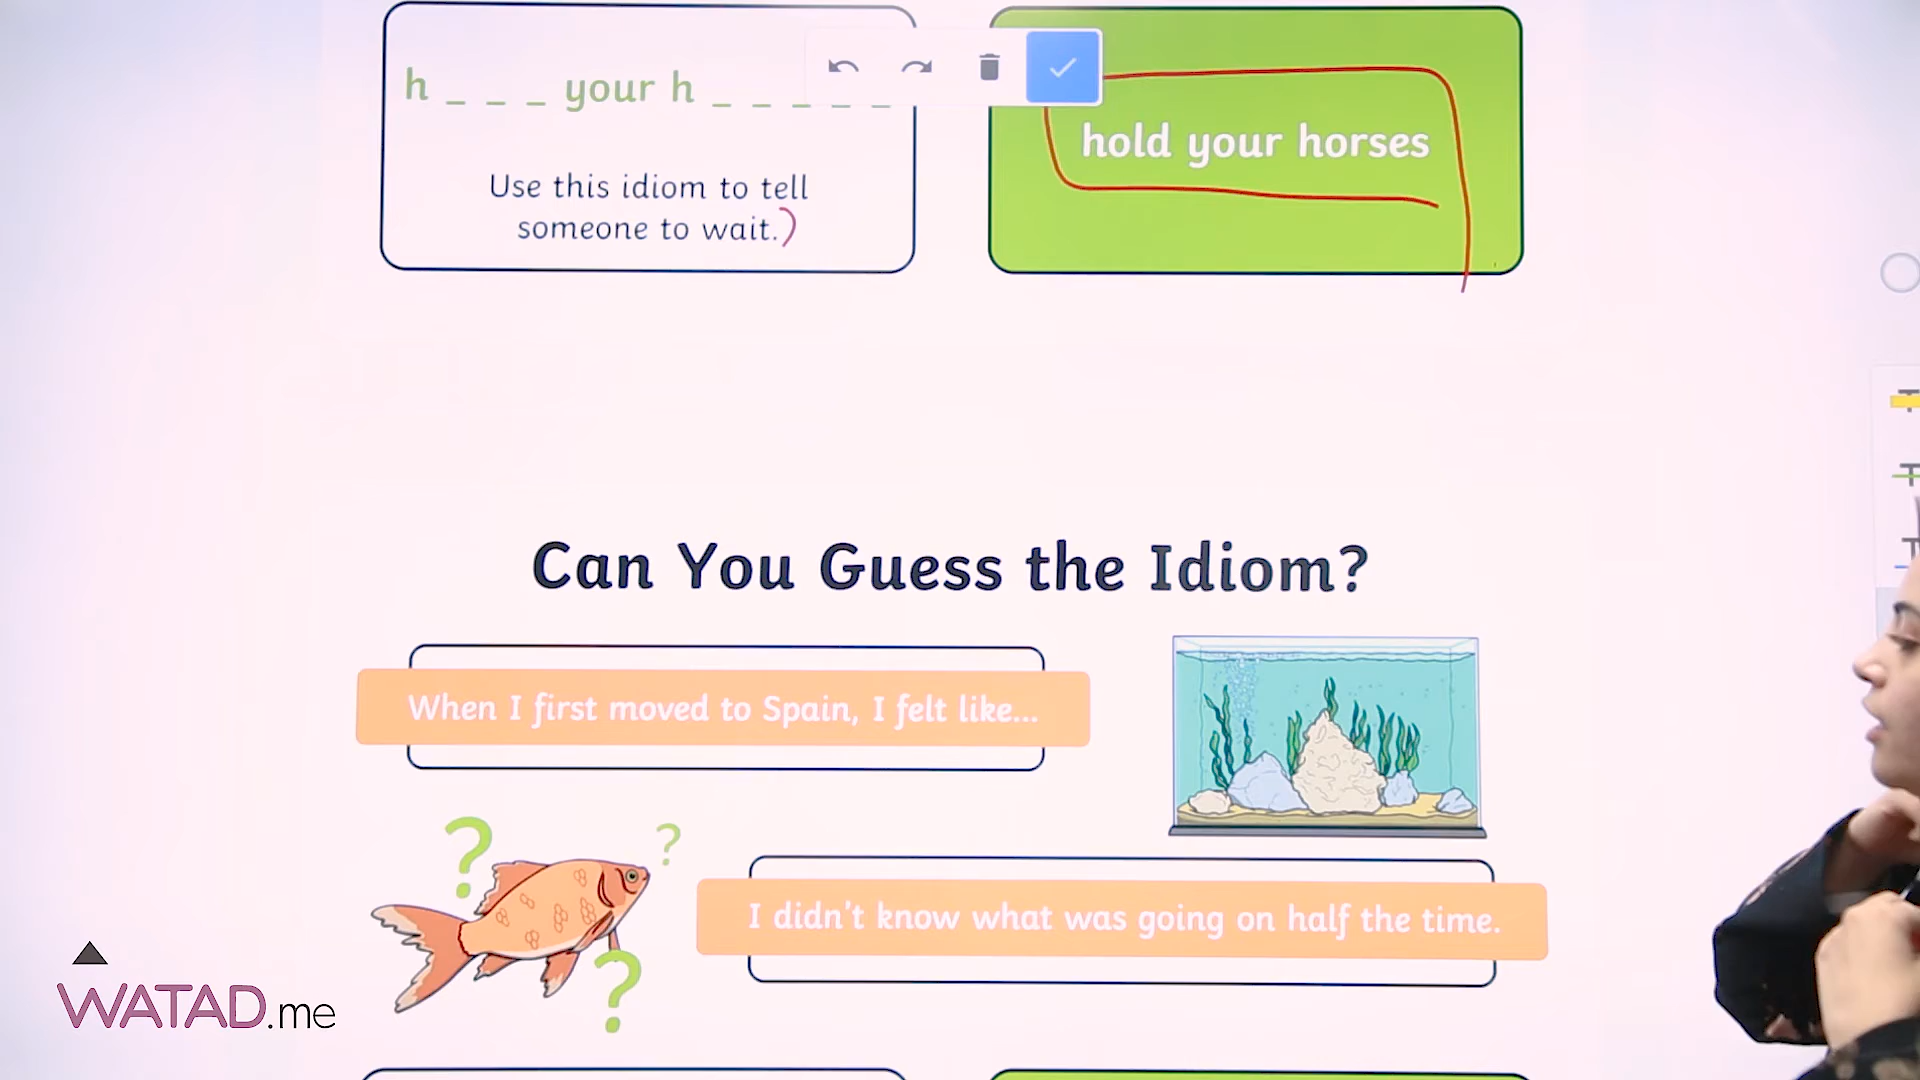 h _ _ _ your h _ _ _ _ _
Use this idiom to tell
someone to wait.
hold your horses
Can You Guess the Idiom?
When I first moved to Spain, I felt like...
? ?
I didn't know what was going on half the time.
?
WATAD.me